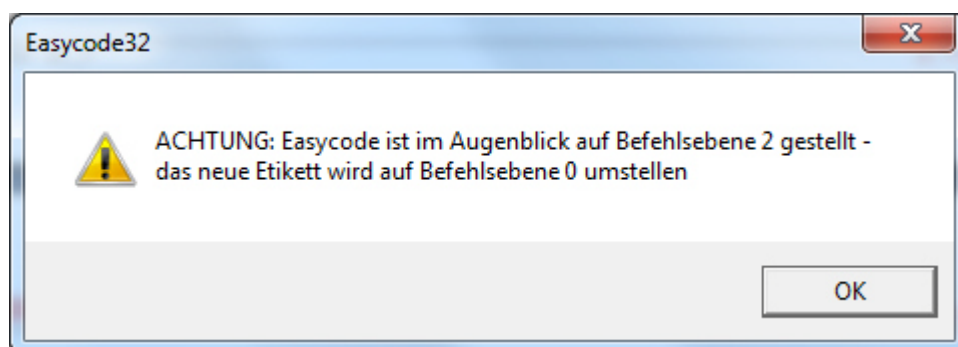 Easycode32
ACHTUNG: Easycode ist im Augenblick auf Befehlsebene 2 gestellt -
das neue Etikett wird auf Befehlsebene 0 umstellen
OK